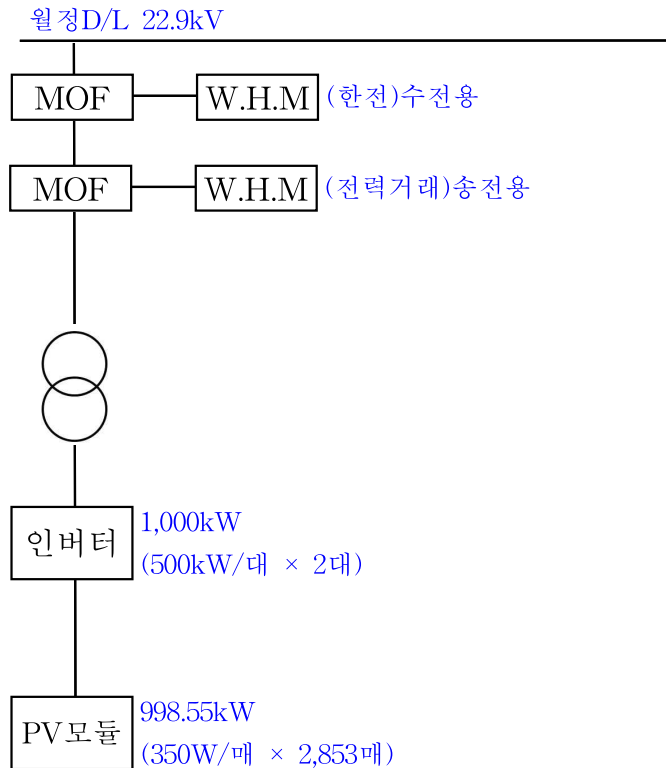 월정D/L 22.9kV
MOF W.H.M (한전)수전용
MOF W.H.M (전력거래)송전용
인버터
1,000kW
(500kW/대 × 2대)
PV모듈
998.55kW
(350W/매 × 2,853매)